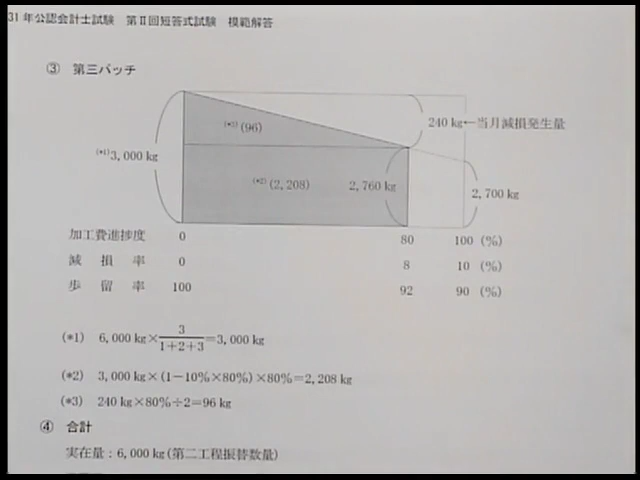 31年公認会計士試験 第Ⅱ回短答式試験 模範解答
③ 第三バッチ
(*3)(96)
240 kg←当月減損発生量
(*1)3,000 kg
(*2)(2,208)
2,760 kg
2,700 kg
加工費進捗度 0 80 100 (%)
減損率 0 8 10 (%)
歩留率 100 92 90 (%)
(*1) 6,000 kg×3/(1+2+3)=3,000 kg
(*2) 3,000 kg×(1-10%×80%)×80%=2,208 kg
(*3) 240 kg×80%÷2=96 kg
④ 合計
実在量:6,000 kg(第二工程振替数量)